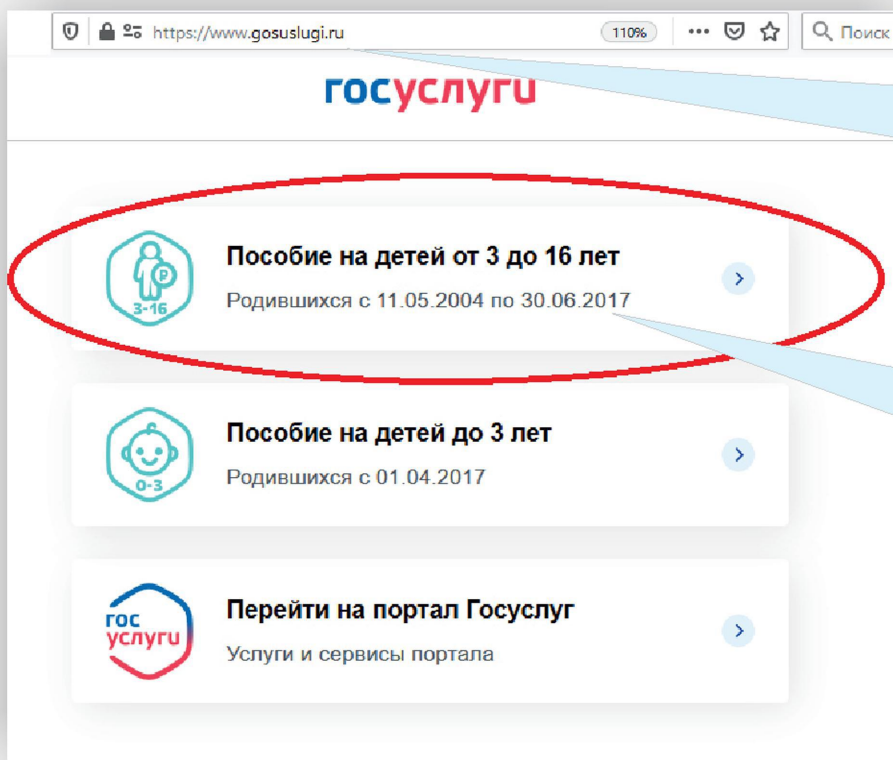 https://www.gosuslugi.ru
110%
Поиск
госуслуги
3-16
Пособие на детей от 3 до 16 лет
Родившихся с 11.05.2004 по 30.06.2017
0-3
Пособие на детей до 3 лет
Родившихся с 01.04.2017
гос
услуги
Перейти на портал Госуслуг
Услуги и сервисы портала